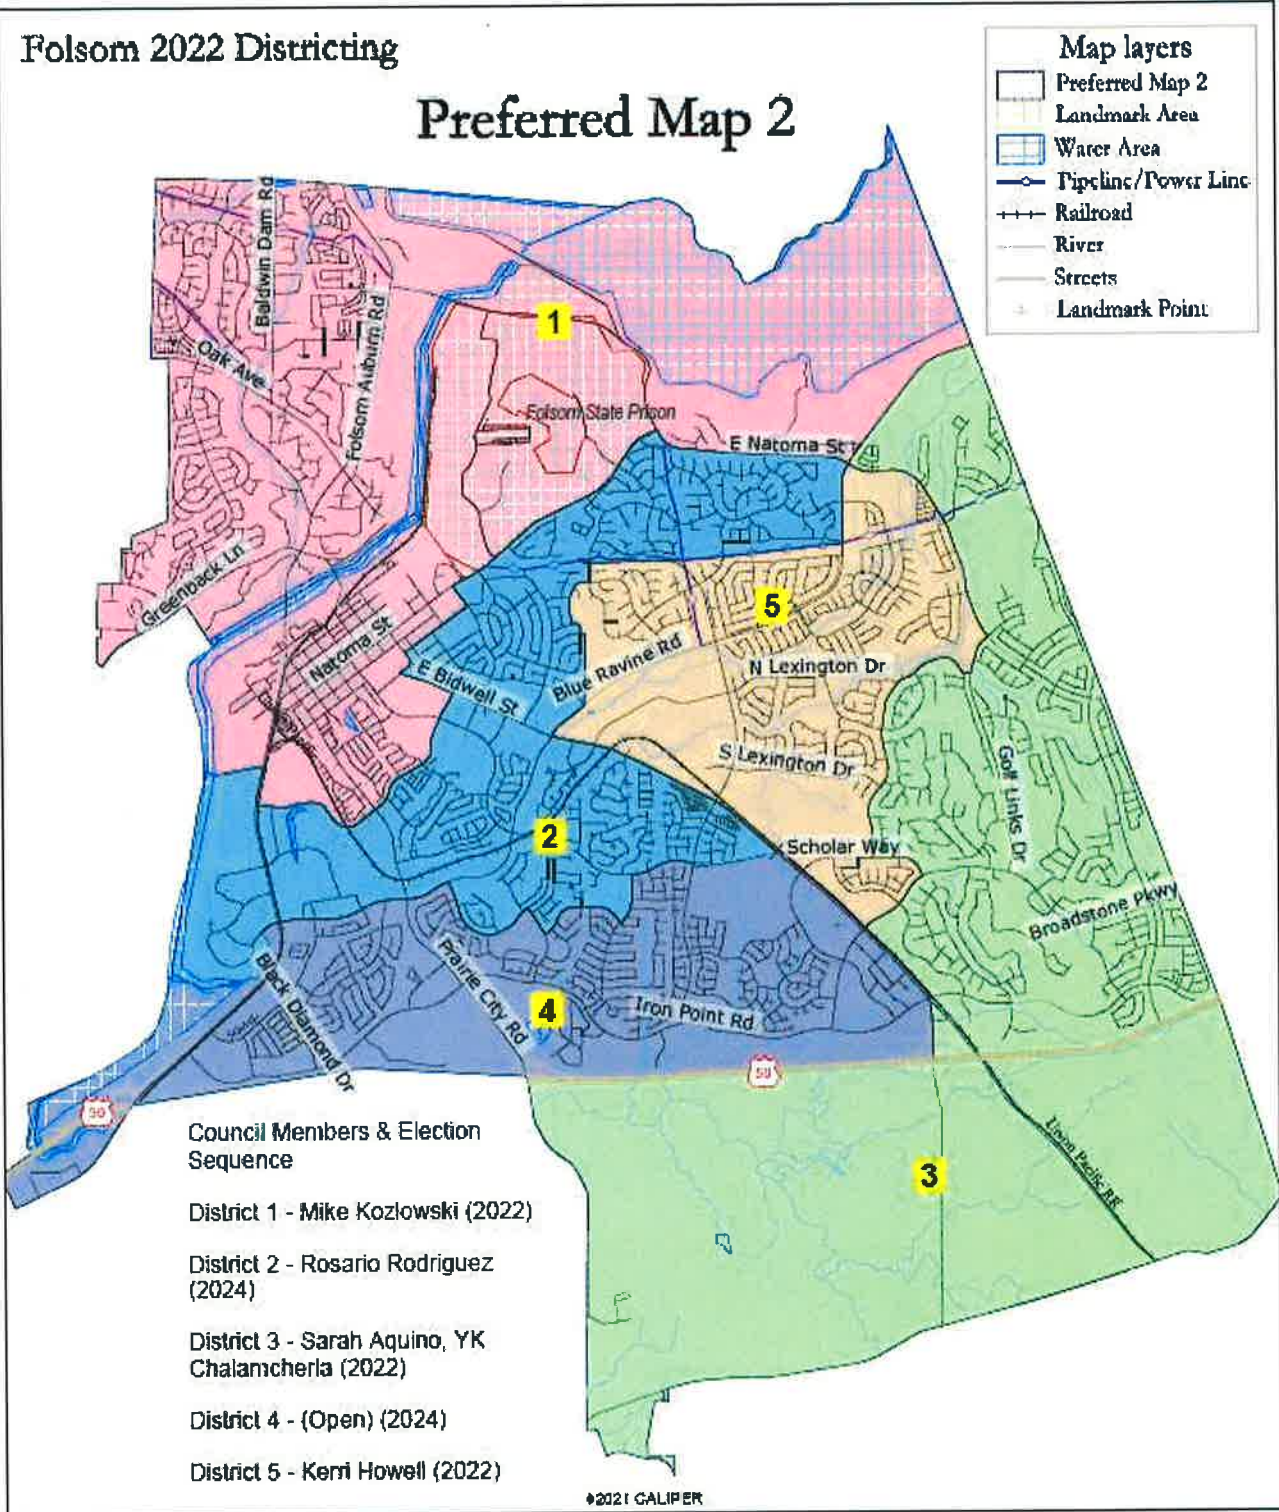 Folsom 2022 Districting
Preferred Map 2
Map layers
Preferred Map 2
Landmark Area
Water Area
Pipeline/Power Line
Railroad
River
Streets
Landmark Point
Baldwin Dam Rd
Oak Ave
Folsom Auburn Rd
1
Folsom State Prison
E Natoma St
Greenback Ln
Natoma St
E Bidwell St
Blue Ravine Rd
5
N Lexington Dr
S Lexington Dr
Golf Links Dr
2
Scholar Way
Broadstone Pkwy
Black Diamond Dr
Prairie City Rd
4
Iron Point Rd
50
50
3
Union Pacific RR
Council Members & Election
Sequence
District 1 - Mike Kozlowski (2022)
District 2 - Rosario Rodriguez
(2024)
District 3 - Sarah Aquino, YK
Chalamcherla (2022)
District 4 - (Open) (2024)
District 5 - Kerri Howell (2022)
©2021 CALIPER